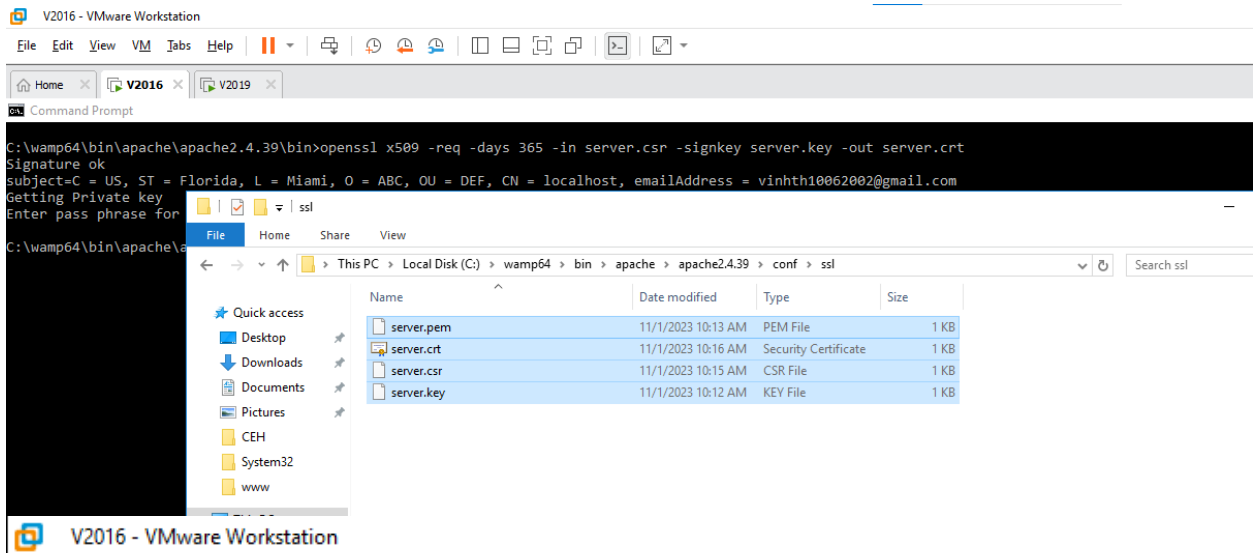 V2016 - VMware Workstation
File Edit View VM Tabs Help
Home V2016 V2019
Command Prompt
C:\wamp64\bin\apache\apache2.4.39\bin>openssl x509 -req -days 365 -in server.csr -signkey server.key -out server.crt
Signature ok
subject=C = US, ST = Florida, L = Miami, O = ABC, OU = DEF, CN = localhost, emailAddress = vinhth10062002@gmail.com
Getting Private key
Enter pass phrase for
C:\wamp64\bin\apache\a
ssl
File Home Share View
This PC > Local Disk (C:) > wamp64 > bin > apache > apache2.4.39 > conf > ssl
Search ssl
Name Date modified Type Size
Quick access
Desktop
Downloads
Documents
Pictures
CEH
System32
www
server.pem 11/1/2023 10:13 AM PEM File 1 KB
server.crt 11/1/2023 10:16 AM Security Certificate 1 KB
server.csr 11/1/2023 10:15 AM CSR File 1 KB
server.key 11/1/2023 10:12 AM KEY File 1 KB
V2016 - VMware Workstation